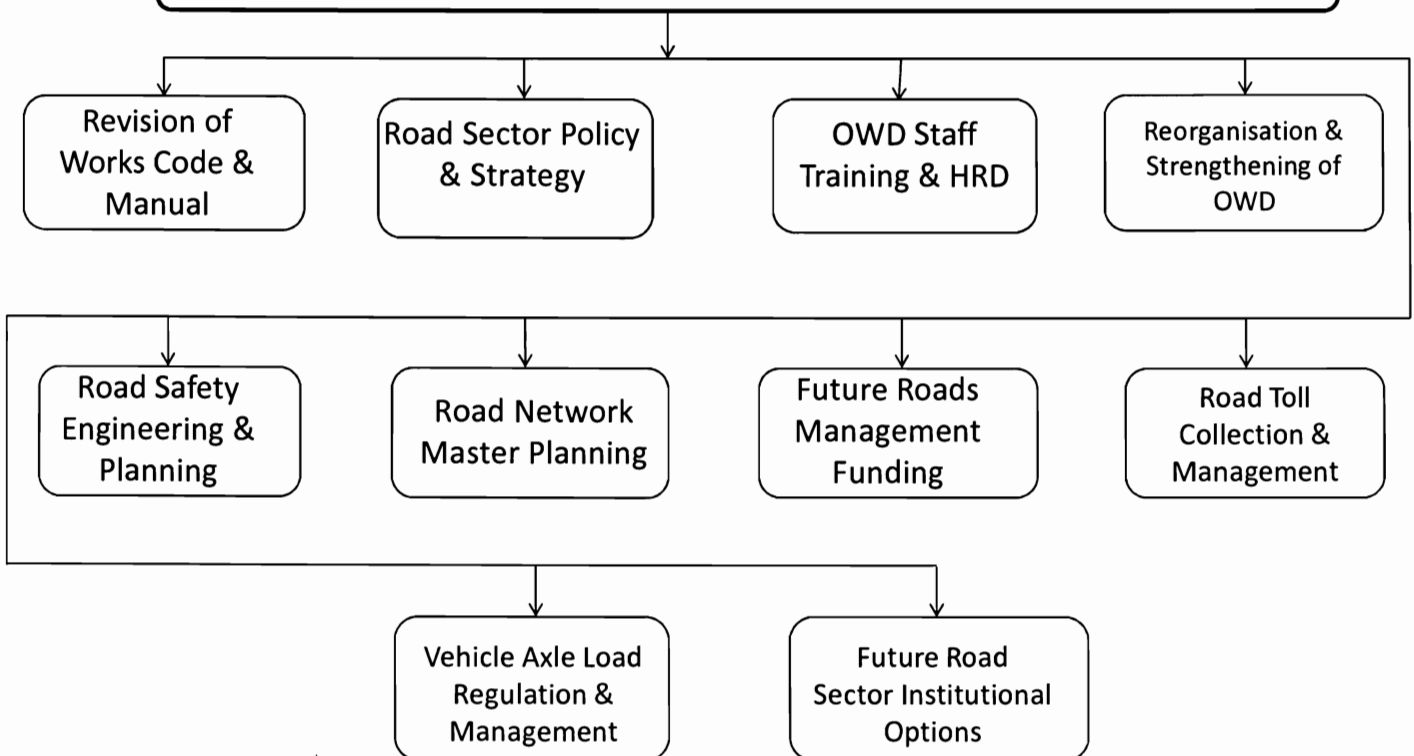 Revision of
Works Code &
Manual
Road Sector Policy
& Strategy
OWD Staff
Training & HRD
Reorganisation &
Strengthening of
OWD
Road Safety
Engineering &
Planning
Road Network
Master Planning
Future Roads
Management
Funding
Road Toll
Collection &
Management
Vehicle Axle Load
Regulation &
Management
Future Road
Sector Institutional
Options